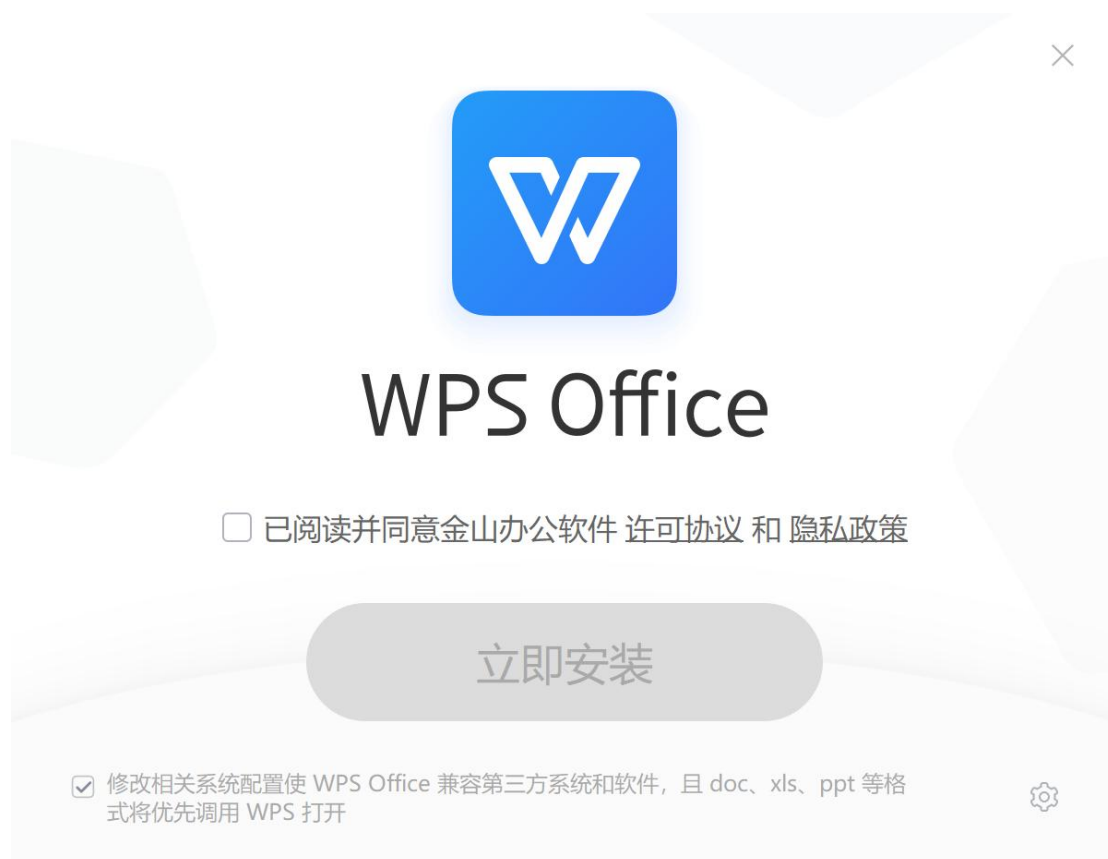 WPS Office
已阅读并同意金山办公软件 许可协议 和 隐私政策
立即安装
修改相关系统配置使 WPS Office 兼容第三方系统和软件，且 doc、xls、ppt 等格
式将优先调用 WPS 打开